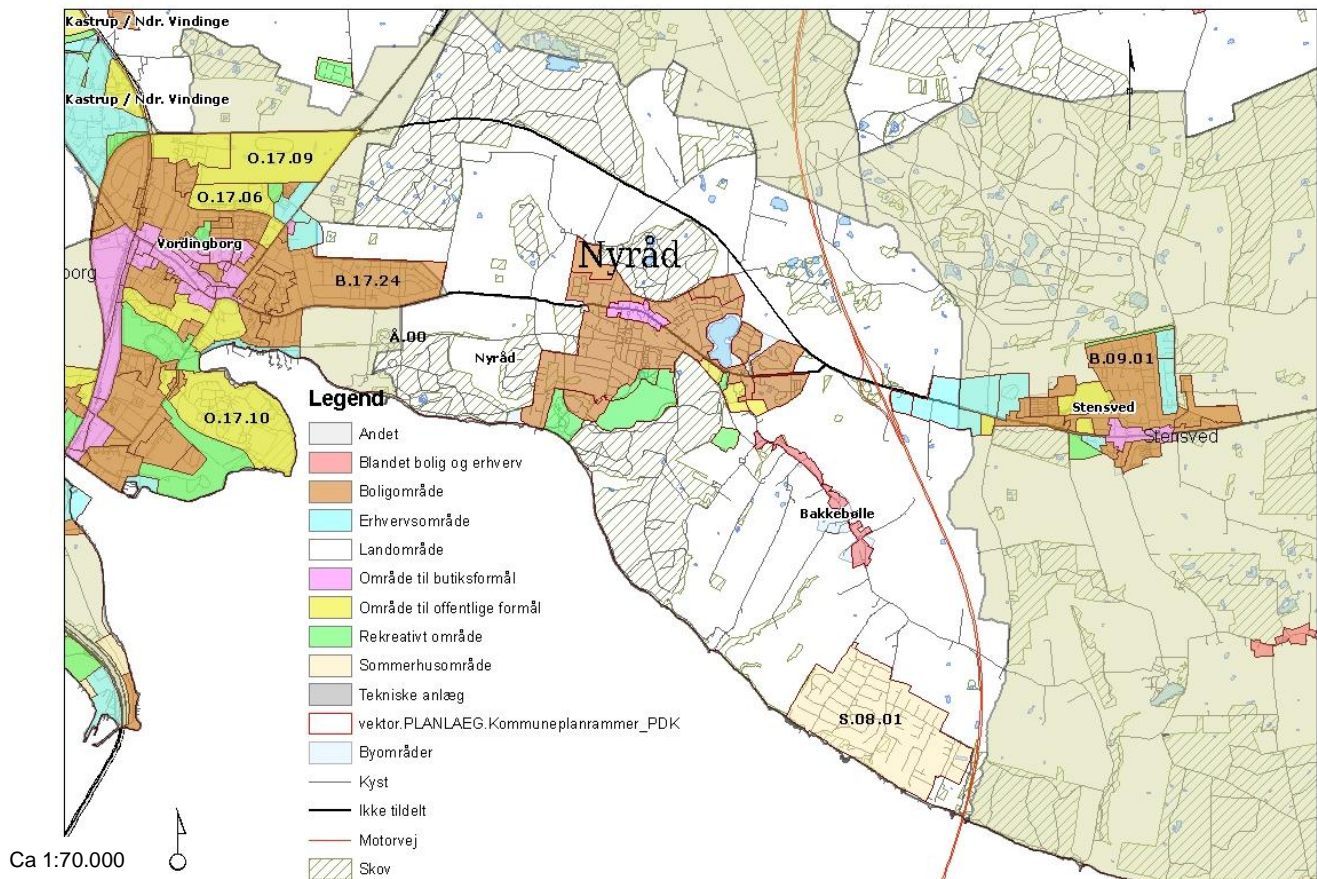 Kastrup / Ndr. Vindinge
Kastrup / Ndr. Vindinge
O.17.09
O.17.06
Vordingborg
borg
B.17.24
O.17.10
Nyråd
Å.00
Nyråd
B.09.01
Stensved
Stensved
Bakkebølle
S.08.01
Legend
Andet
Blandet bolig og erhverv
Boligområde
Erhvervsområde
Landområde
Område til butiksformål
Område til offentlige formål
Rekreativt område
Sommerhusområde
Tekniske anlæg
vektor.PLANLAEG.Kommuneplanrammer_PDK
Byområder
Kyst
Ikke tildelt
Motorvej
Skov
Ca 1:70.000